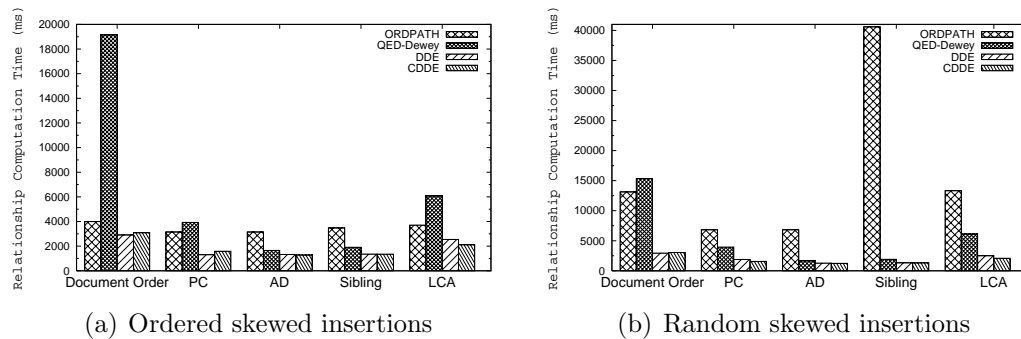 Relationship Computation Time (ms)
20000
18000
16000
14000
12000
10000
8000
6000
4000
2000
0
ORDPATH
QED-Dewey
DDE
CDDE
Document Order PC AD Sibling LCA
(a) Ordered skewed insertions
Relationship Computation Time (ms)
40000
35000
30000
25000
20000
15000
10000
5000
0
ORDPATH
QED-Dewey
DDE
CDDE
Document Order PC AD Sibling LCA
(b) Random skewed insertions